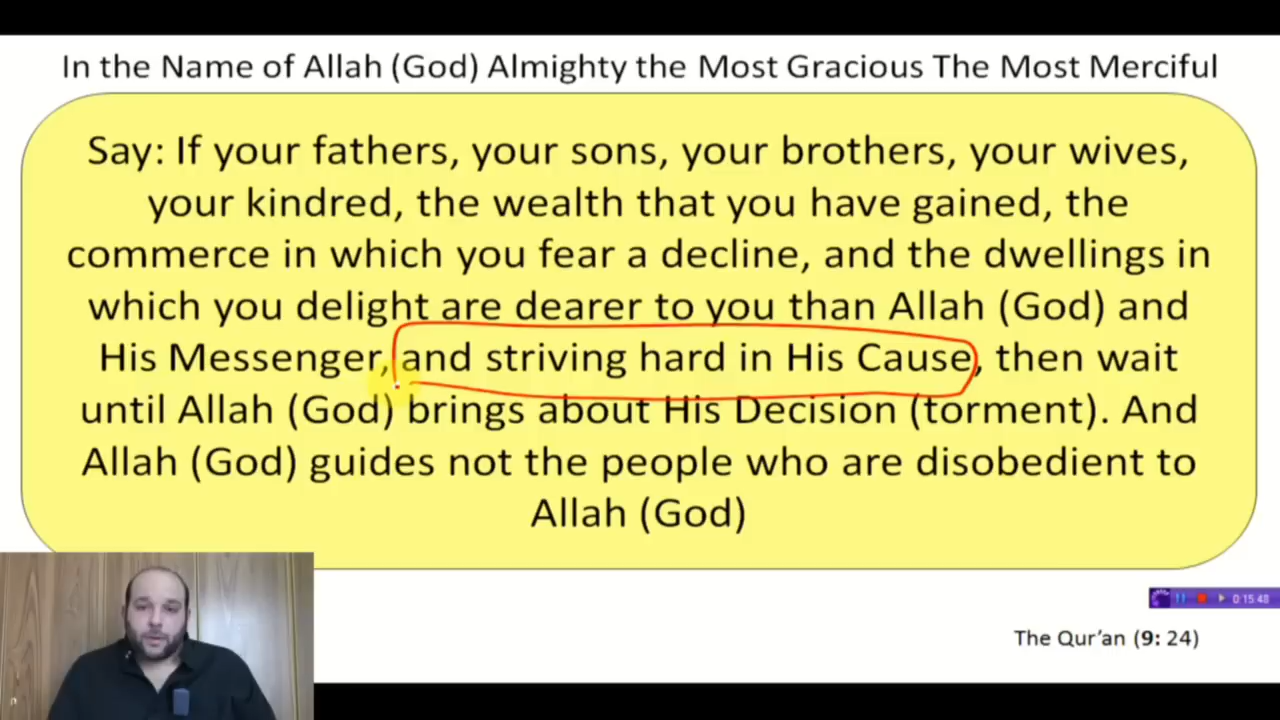 In the Name of Allah (God) Almighty the Most Gracious The Most Merciful
Say: If your fathers, your sons, your brothers, your wives,
your kindred, the wealth that you have gained, the
commerce in which you fear a decline, and the dwellings in
which you delight are dearer to you than Allah (God) and
His Messenger, and striving hard in His Cause, then wait
until Allah (God) brings about His Decision (torment). And
Allah (God) guides not the people who are disobedient to
Allah (God)
0:15:48
The Qur’an (9: 24)